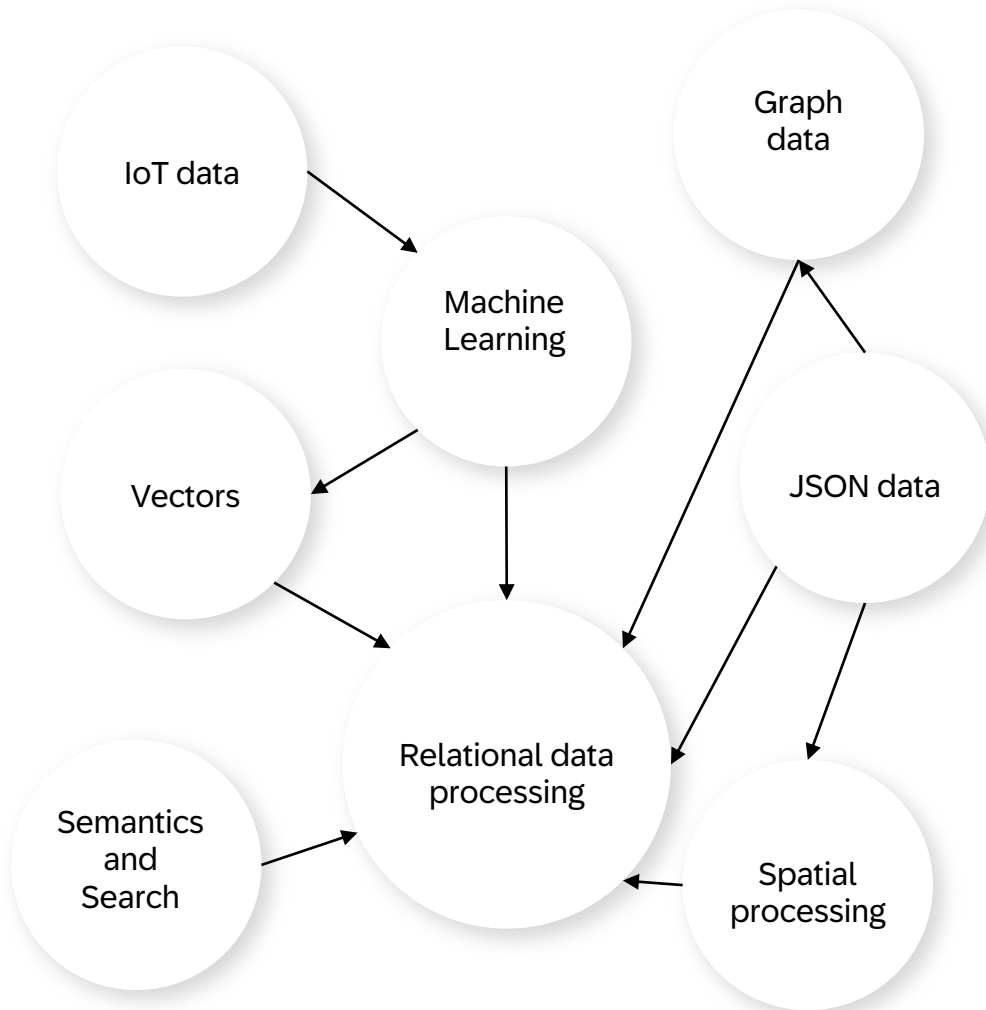 Graph
data
IoT data
Machine
Learning
JSON data
Vectors
Relational data
processing
Semantics
and
Search
Spatial
processing